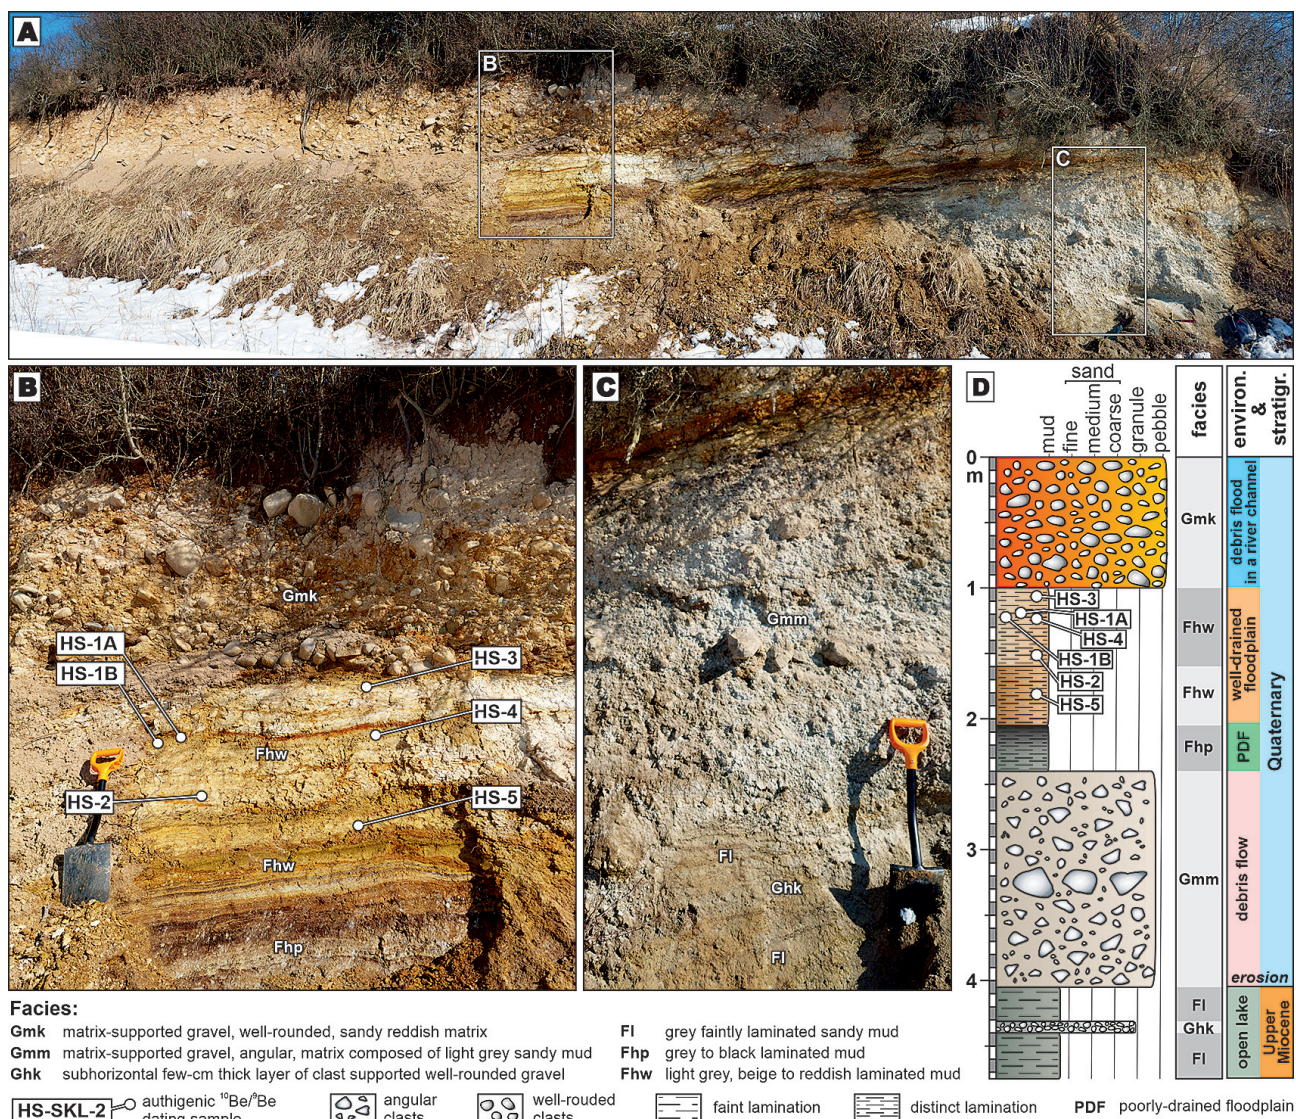 A
B
C
B
HS-1A
HS-1B
HS-2
HS-3
HS-4
HS-5
Gmk
Fhw
Fhw
Fhp
C
Gmm
Fl
Ghk
Fl
D
sand
mud
fine
medium
coarse
granule
pebble
facies
environ.
&
stratigr.
0
m
1
2
3
4
HS-3
HS-1A
HS-4
HS-1B
HS-2
HS-5
Gmk
Fhw
Fhw
Fhp
Gmm
Fl
Ghk
Fl
debris flood
in a river channel
well-drained
floodplain
PDF
debris flow
erosion
open lake
Quaternary
Upper
Miocene
Facies:
Gmk matrix-supported gravel, well-rounded, sandy reddish matrix
Gmm matrix-supported gravel, angular, matrix composed of light grey sandy mud
Ghk subhorizontal few-cm thick layer of clast supported well-rounded gravel
Fl grey faintly laminated sandy mud
Fhp grey to black laminated mud
Fhw light grey, beige to reddish laminated mud
HS-SKL-2 authigenic ¹⁰Be/⁹Be
dating sample
angular
clasts
well-rouded
clasts
faint lamination
distinct lamination
PDF poorly-drained floodplain